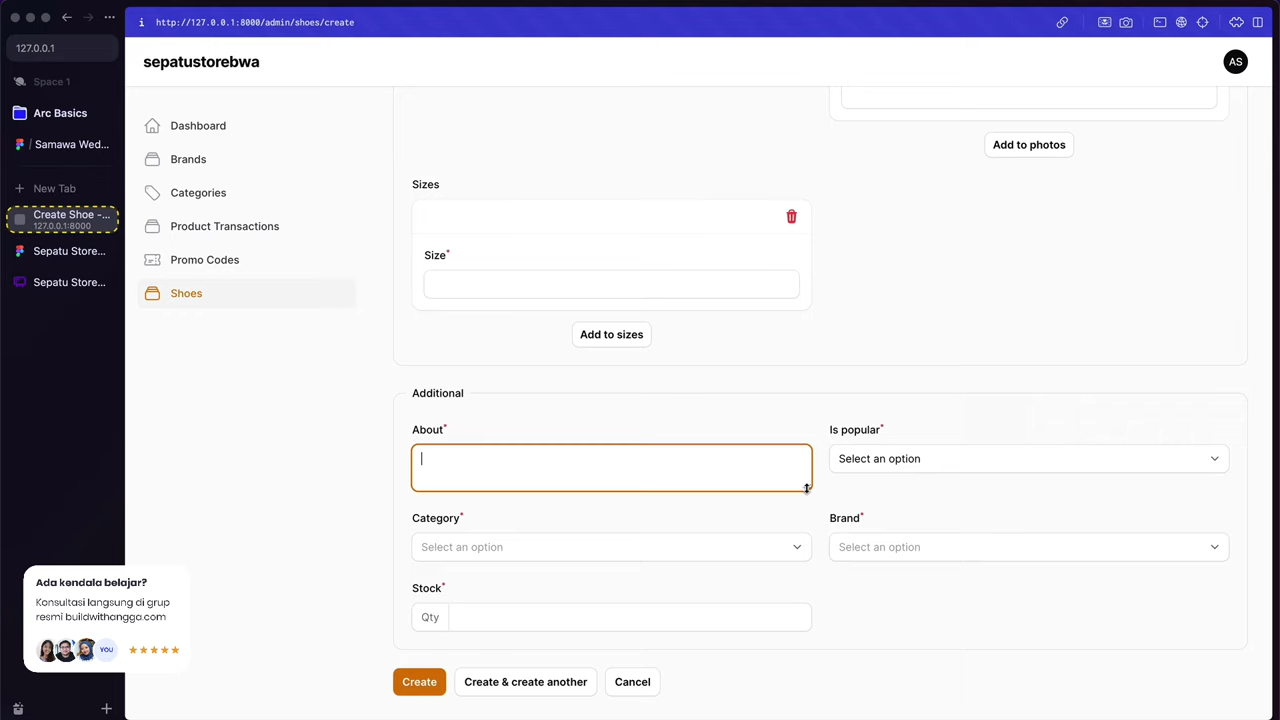 http://127.0.0.1:8000/admin/shoes/create
127.0.0.1
Space 1
Arc Basics
/ Samawa Wed...
New Tab
Create Shoe -...
127.0.0.1:8000
Sepatu Store...
Sepatu Store...
sepatustorebwa
AS
Dashboard
Brands
Categories
Product Transactions
Promo Codes
Shoes
Add to photos
Sizes
Size*
Add to sizes
Additional
About*
Is popular*
Select an option
Category*
Brand*
Select an option
Select an option
Stock*
Qty
Create
Create & create another
Cancel
Ada kendala belajar?
Konsultasi langsung di grup
resmi buildwithangga.com
YOU